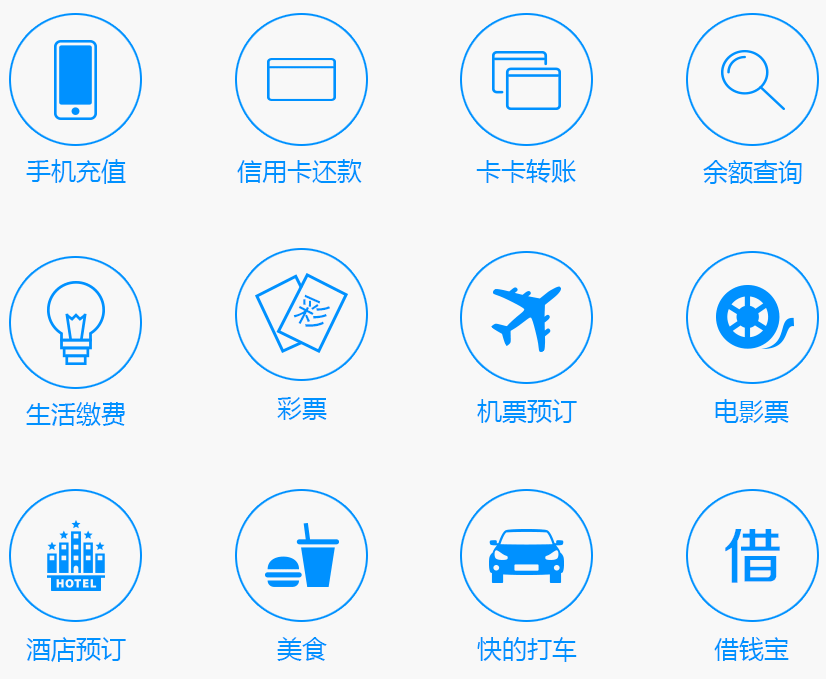 手机充值
信用卡还款
卡卡转账
余额查询
彩
生活缴费
彩票
机票预订
电影票
HOTEL
借
酒店预订
美食
快的打车
借钱宝